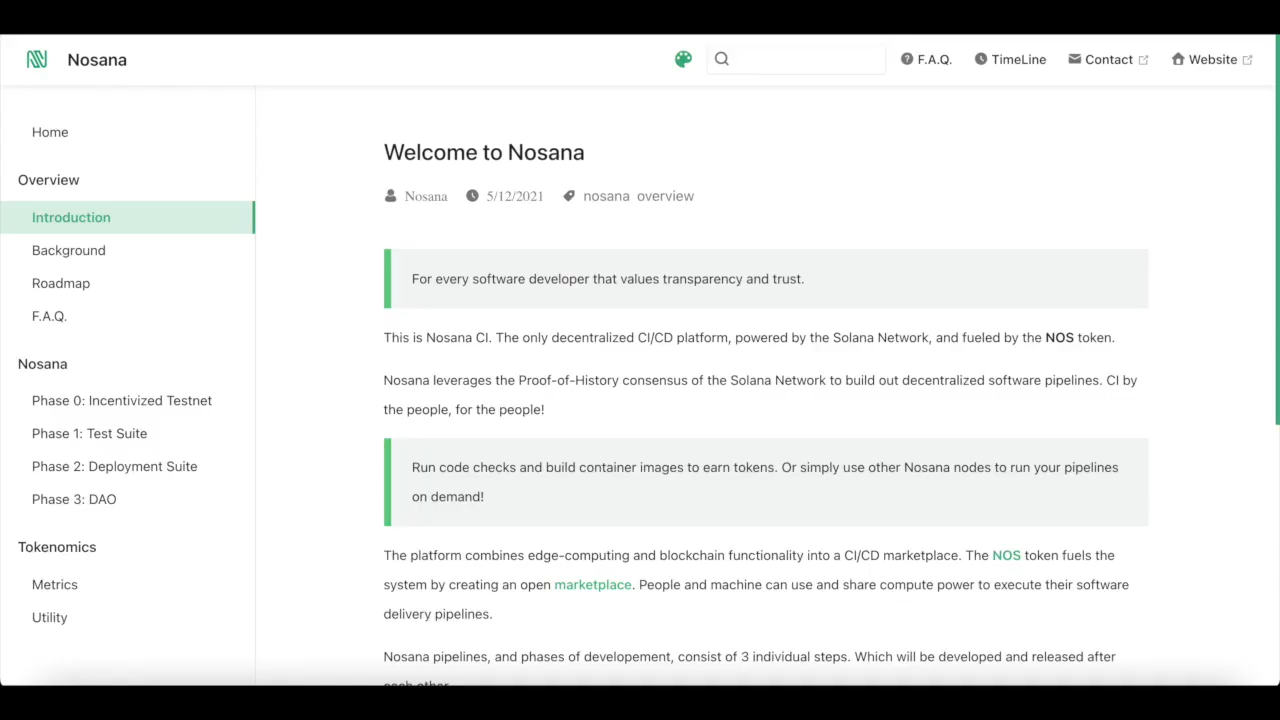 Nosana
F.A.Q.
TimeLine
Contact
Website
Home
Overview
Introduction
Background
Roadmap
F.A.Q.
Nosana
Phase 0: Incentivized Testnet
Phase 1: Test Suite
Phase 2: Deployment Suite
Phase 3: DAO
Tokenomics
Metrics
Utility
Welcome to Nosana
Nosana 5/12/2021 nosana overview
For every software developer that values transparency and trust.
This is Nosana CI. The only decentralized CI/CD platform, powered by the Solana Network, and fueled by the NOS token.
Nosana leverages the Proof-of-History consensus of the Solana Network to build out decentralized software pipelines. CI by
the people, for the people!
Run code checks and build container images to earn tokens. Or simply use other Nosana nodes to run your pipelines
on demand!
The platform combines edge-computing and blockchain functionality into a CI/CD marketplace. The NOS token fuels the
system by creating an open marketplace. People and machine can use and share compute power to execute their software
delivery pipelines.
Nosana pipelines, and phases of developement, consist of 3 individual steps. Which will be developed and released after
each other.